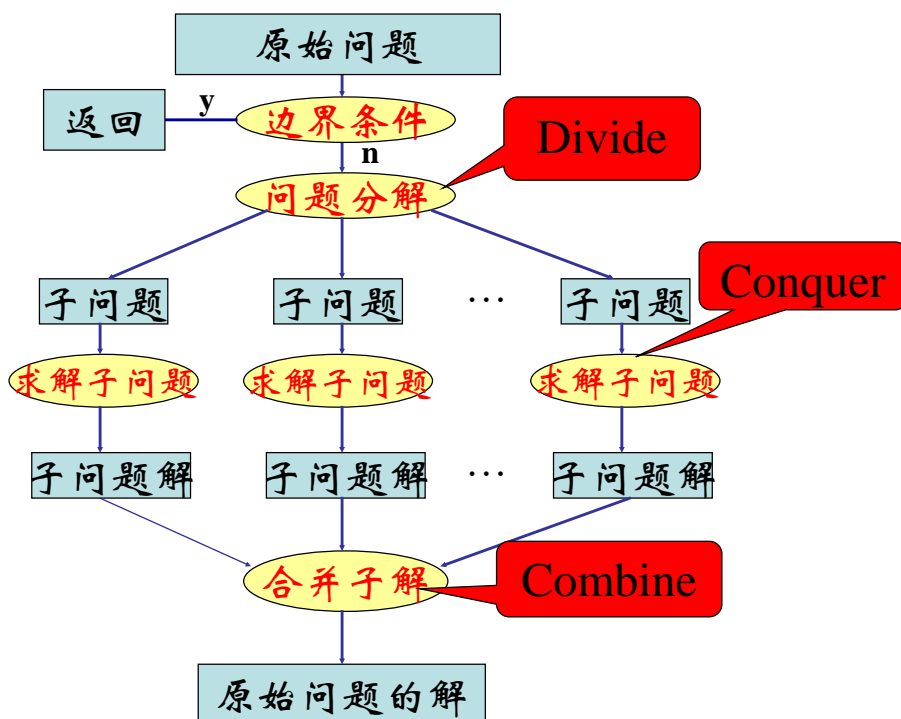 原始问题
返回
y
边界条件
n
Divide
问题分解
子问题
子问题
···
子问题
Conquer
求解子问题
求解子问题
求解子问题
子问题解
子问题解
···
子问题解
合并子解
Combine
原始问题的解